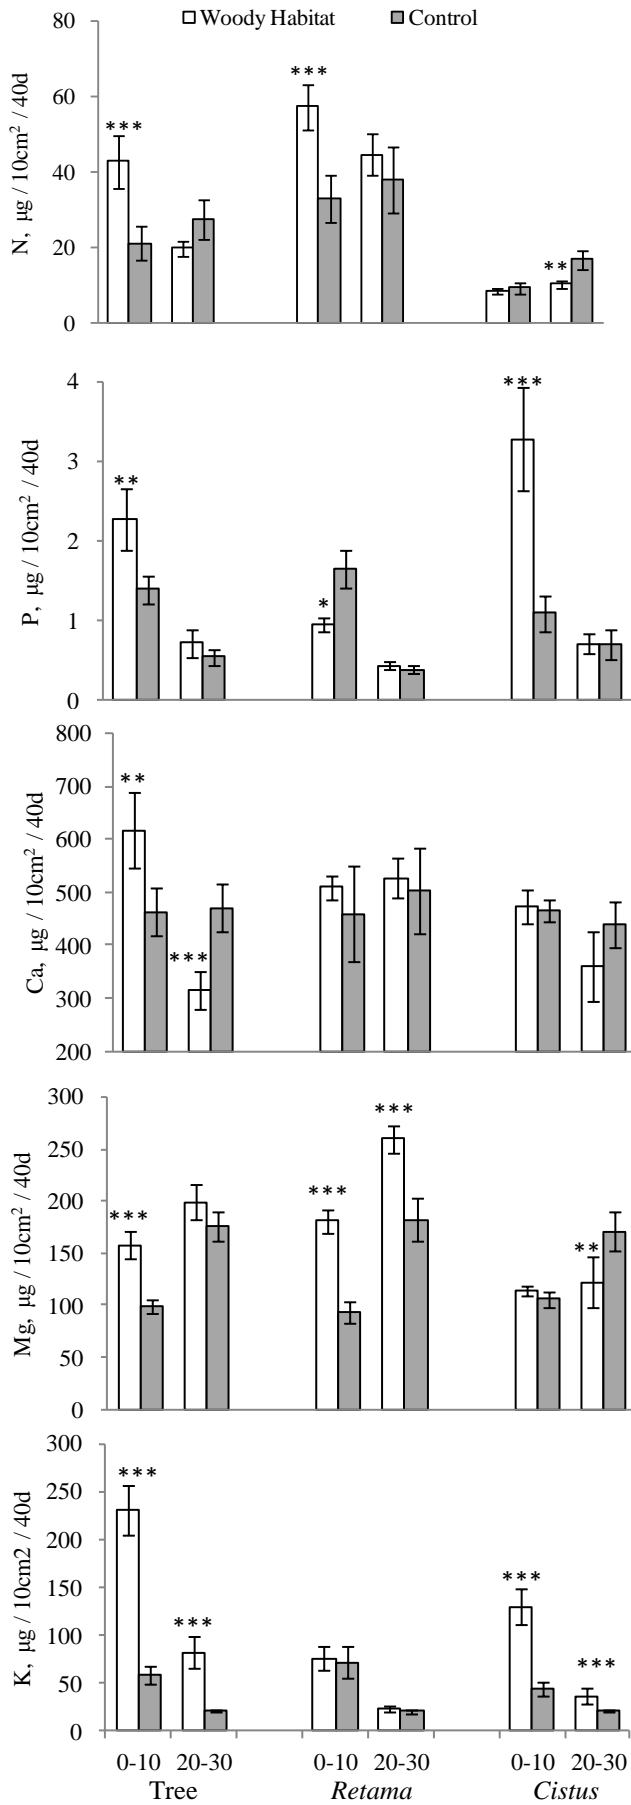 Woody Habitat Control
N, µg / 10cm² / 40d
80
60
40
20
0
*** *** **
P, µg / 10cm² / 40d
4
3
2
1
0
** * ***
Ca, µg / 10cm² / 40d
800
700
600
500
400
300
200
** ***
Mg, µg / 10cm² / 40d
300
250
200
150
100
50
0
*** *** *** **
K, µg / 10cm2 / 40d
300
250
200
150
100
50
0
*** *** *** ***
0-10 20-30 0-10 20-30 0-10 20-30
Tree Retama Cistus